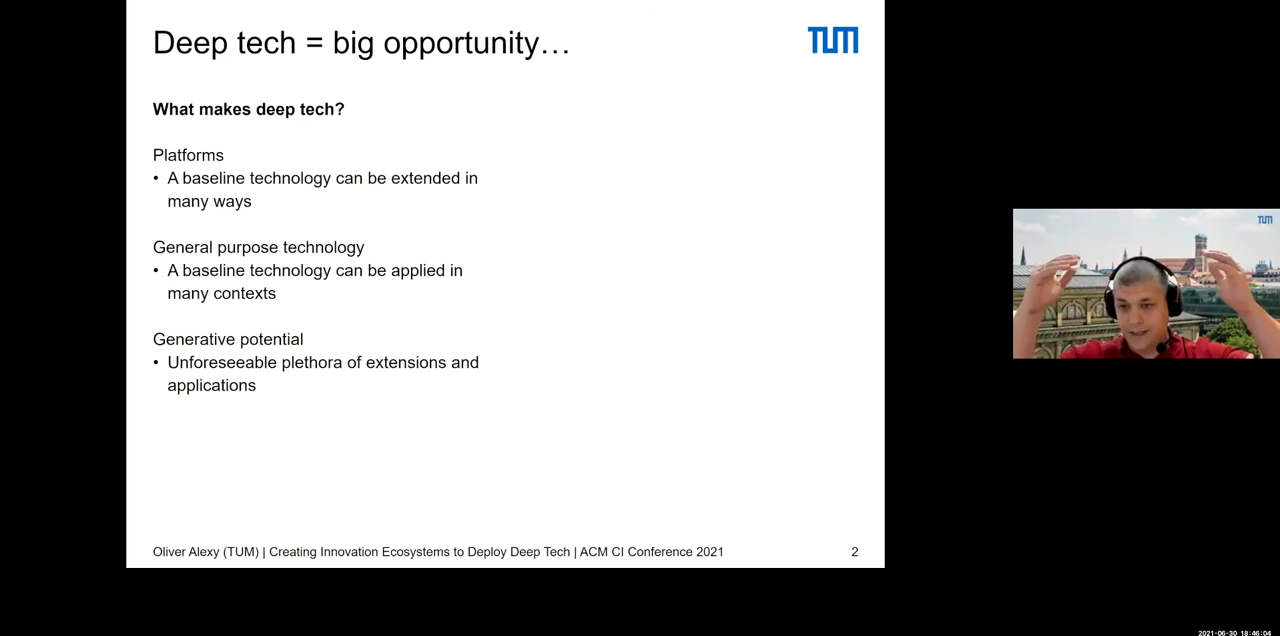 Deep tech = big opportunity…
TUM
What makes deep tech?
Platforms
• A baseline technology can be extended in
many ways
General purpose technology
• A baseline technology can be applied in
many contexts
Generative potential
• Unforeseeable plethora of extensions and
applications
TUM
Oliver Alexy (TUM) | Creating Innovation Ecosystems to Deploy Deep Tech | ACM CI Conference 2021
2
2021-06-30 18:46:04